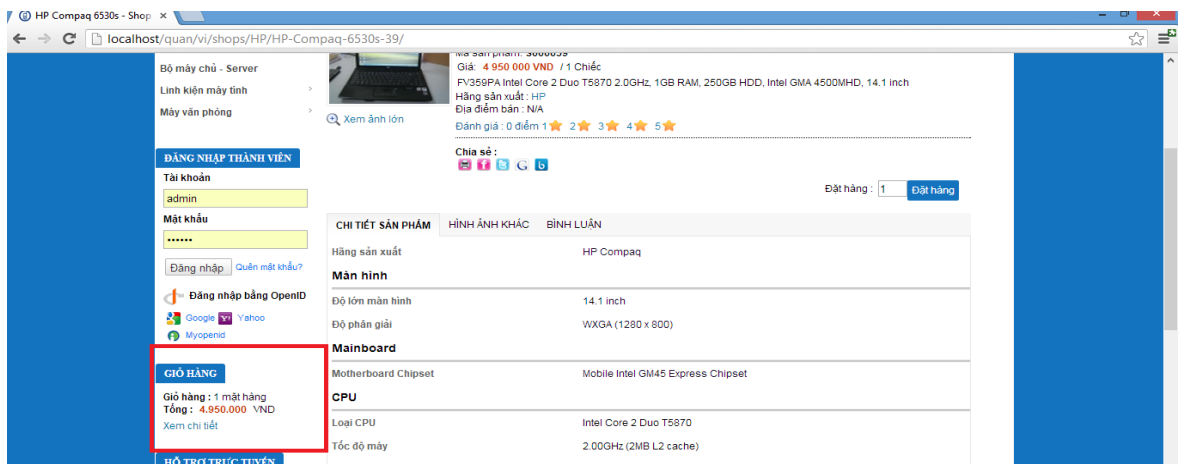 HP Compaq 6530s - Shop
localhost/quan/vi/shops/HP/HP-Compaq-6530s-39/
Bộ máy chủ - Server
Linh kiện máy tính
Máy văn phòng
ĐĂNG NHẬP THÀNH VIÊN
Tài khoản
admin
Mật khẩu
••••••
Đăng nhập Quên mật khẩu?
Đăng nhập bằng OpenID
Google Yahoo
Myopenid
GIỎ HÀNG
Giỏ hàng : 1 mặt hàng
Tổng : 4.950.000 VND
Xem chi tiết
HỖ TRỢ TRỰC TUYẾN
Xem ảnh lớn
Mã sản phẩm: S000039
Giá: 4 950 000 VND / 1 Chiếc
FV359PA Intel Core 2 Duo T5870 2.0GHz, 1GB RAM, 250GB HDD, Intel GMA 4500MHD, 14.1 inch
Hãng sản xuất : HP
Địa điểm bán : N/A
Đánh giá : 0 điểm 1 2 3 4 5
Chia sẻ :
Đặt hàng : 1 Đặt hàng
CHI TIẾT SẢN PHẨM HÌNH ẢNH KHÁC BÌNH LUẬN
Hãng sản xuất HP Compaq
Màn hình
Độ lớn màn hình 14.1 inch
Độ phân giải WXGA (1280 x 800)
Mainboard
Motherboard Chipset Mobile Intel GM45 Express Chipset
CPU
Loại CPU Intel Core 2 Duo T5870
Tốc độ máy 2.00GHz (2MB L2 cache)